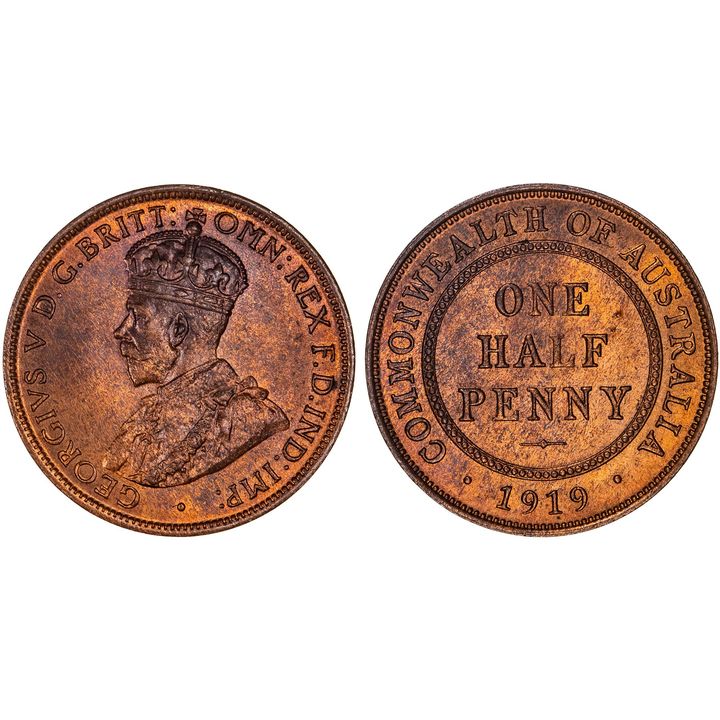 GEORGIVS V D.G.BRITT: OMN: REX F.D.IND: IMP:
COMMONWEALTH OF AUSTRALIA
ONE
HALF
PENNY
· 1919 ·